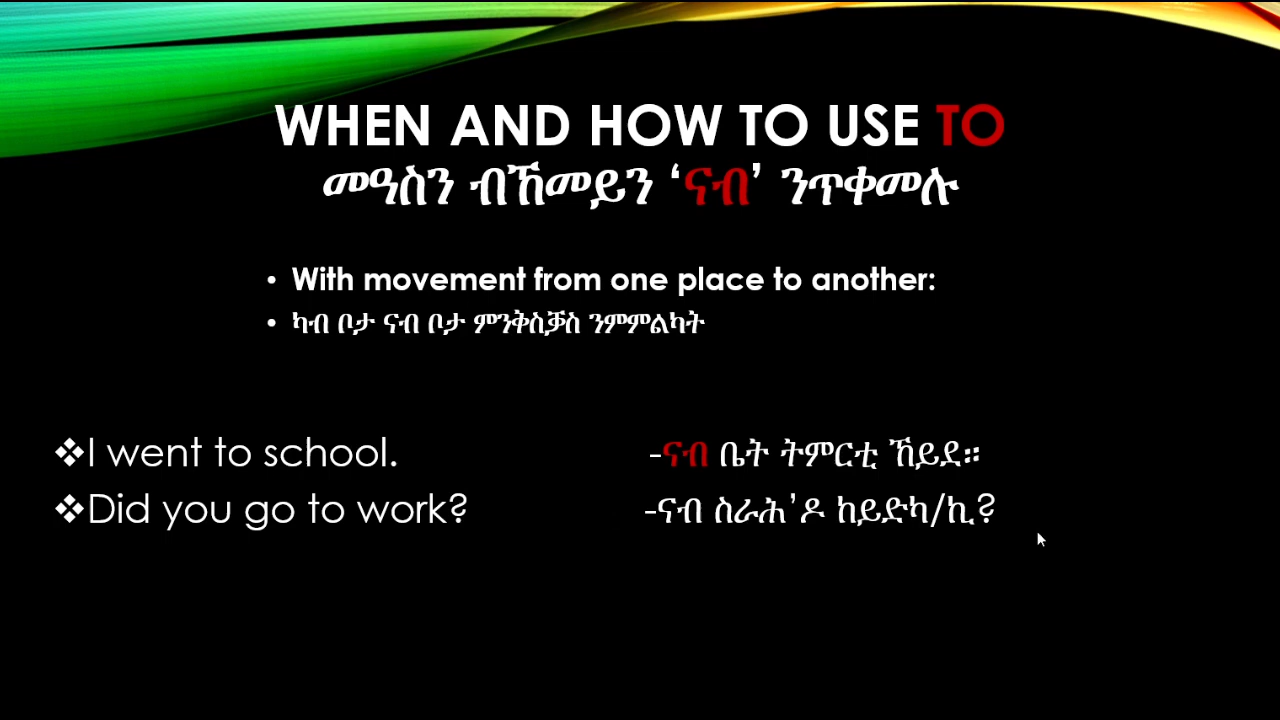 WHEN AND HOW TO USE TO
መዓስን ብኸመይን ‘ናብ’ ንጥቀመሉ
• With movement from one place to another:
• ካብ ቦታ ናብ ቦታ ምንቅስቓስ ንምምልካት
❖I went to school. -ናብ ቤት ትምርቲ ኸይደ።
❖Did you go to work? -ናብ ስራሕ’ዶ ከይድካ/ኪ?